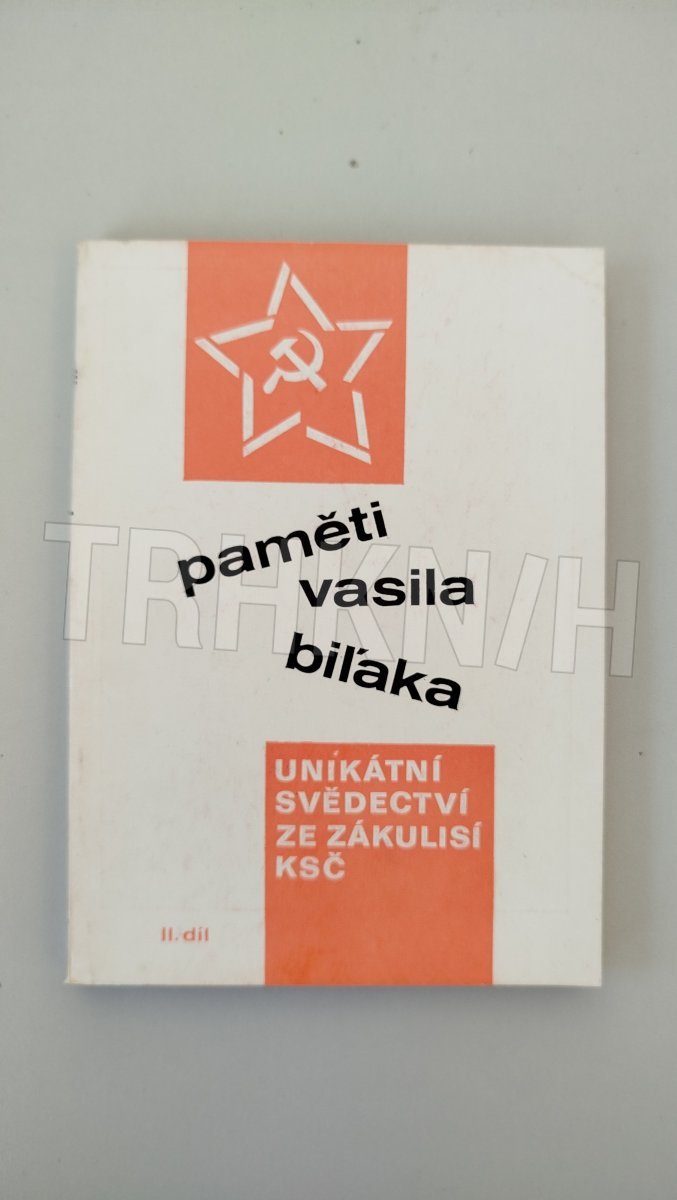 paměti
vasila
biľaka
TRHKNIH
UNIKÁTNÍ
SVĚDECTVÍ
ZE ZÁKULISÍ
KSČ
II. díl